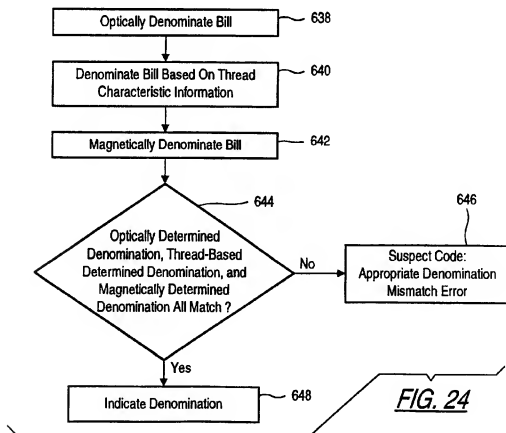 Optically Denominate Bill
638
Denominate Bill Based On Thread
Characteristic Information
640
Magnetically Denominate Bill
642
644
Optically Determined
Denomination, Thread-Based
Determined Denomination, and
Magnetically Determined
Denomination All Match ?
No
646
Suspect Code:
Appropriate Denomination
Mismatch Error
Yes
Indicate Denomination
648
FIG. 24